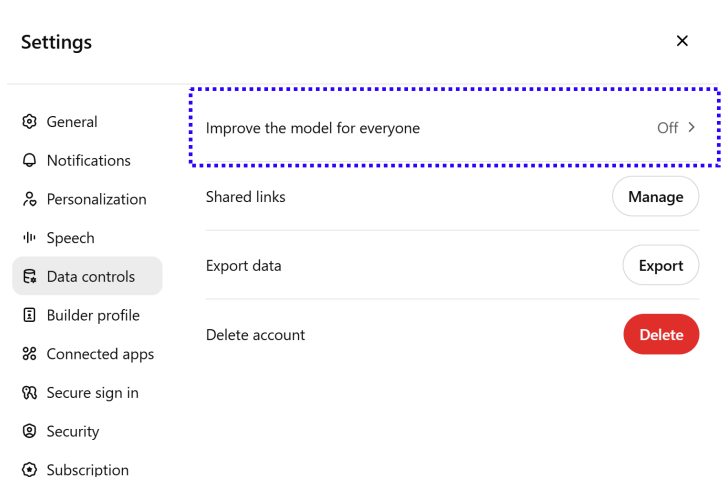 Settings
General
Notifications
Personalization
Speech
Data controls
Builder profile
Connected apps
Secure sign in
Security
Subscription
Improve the model for everyone Off
Shared links Manage
Export data Export
Delete account Delete